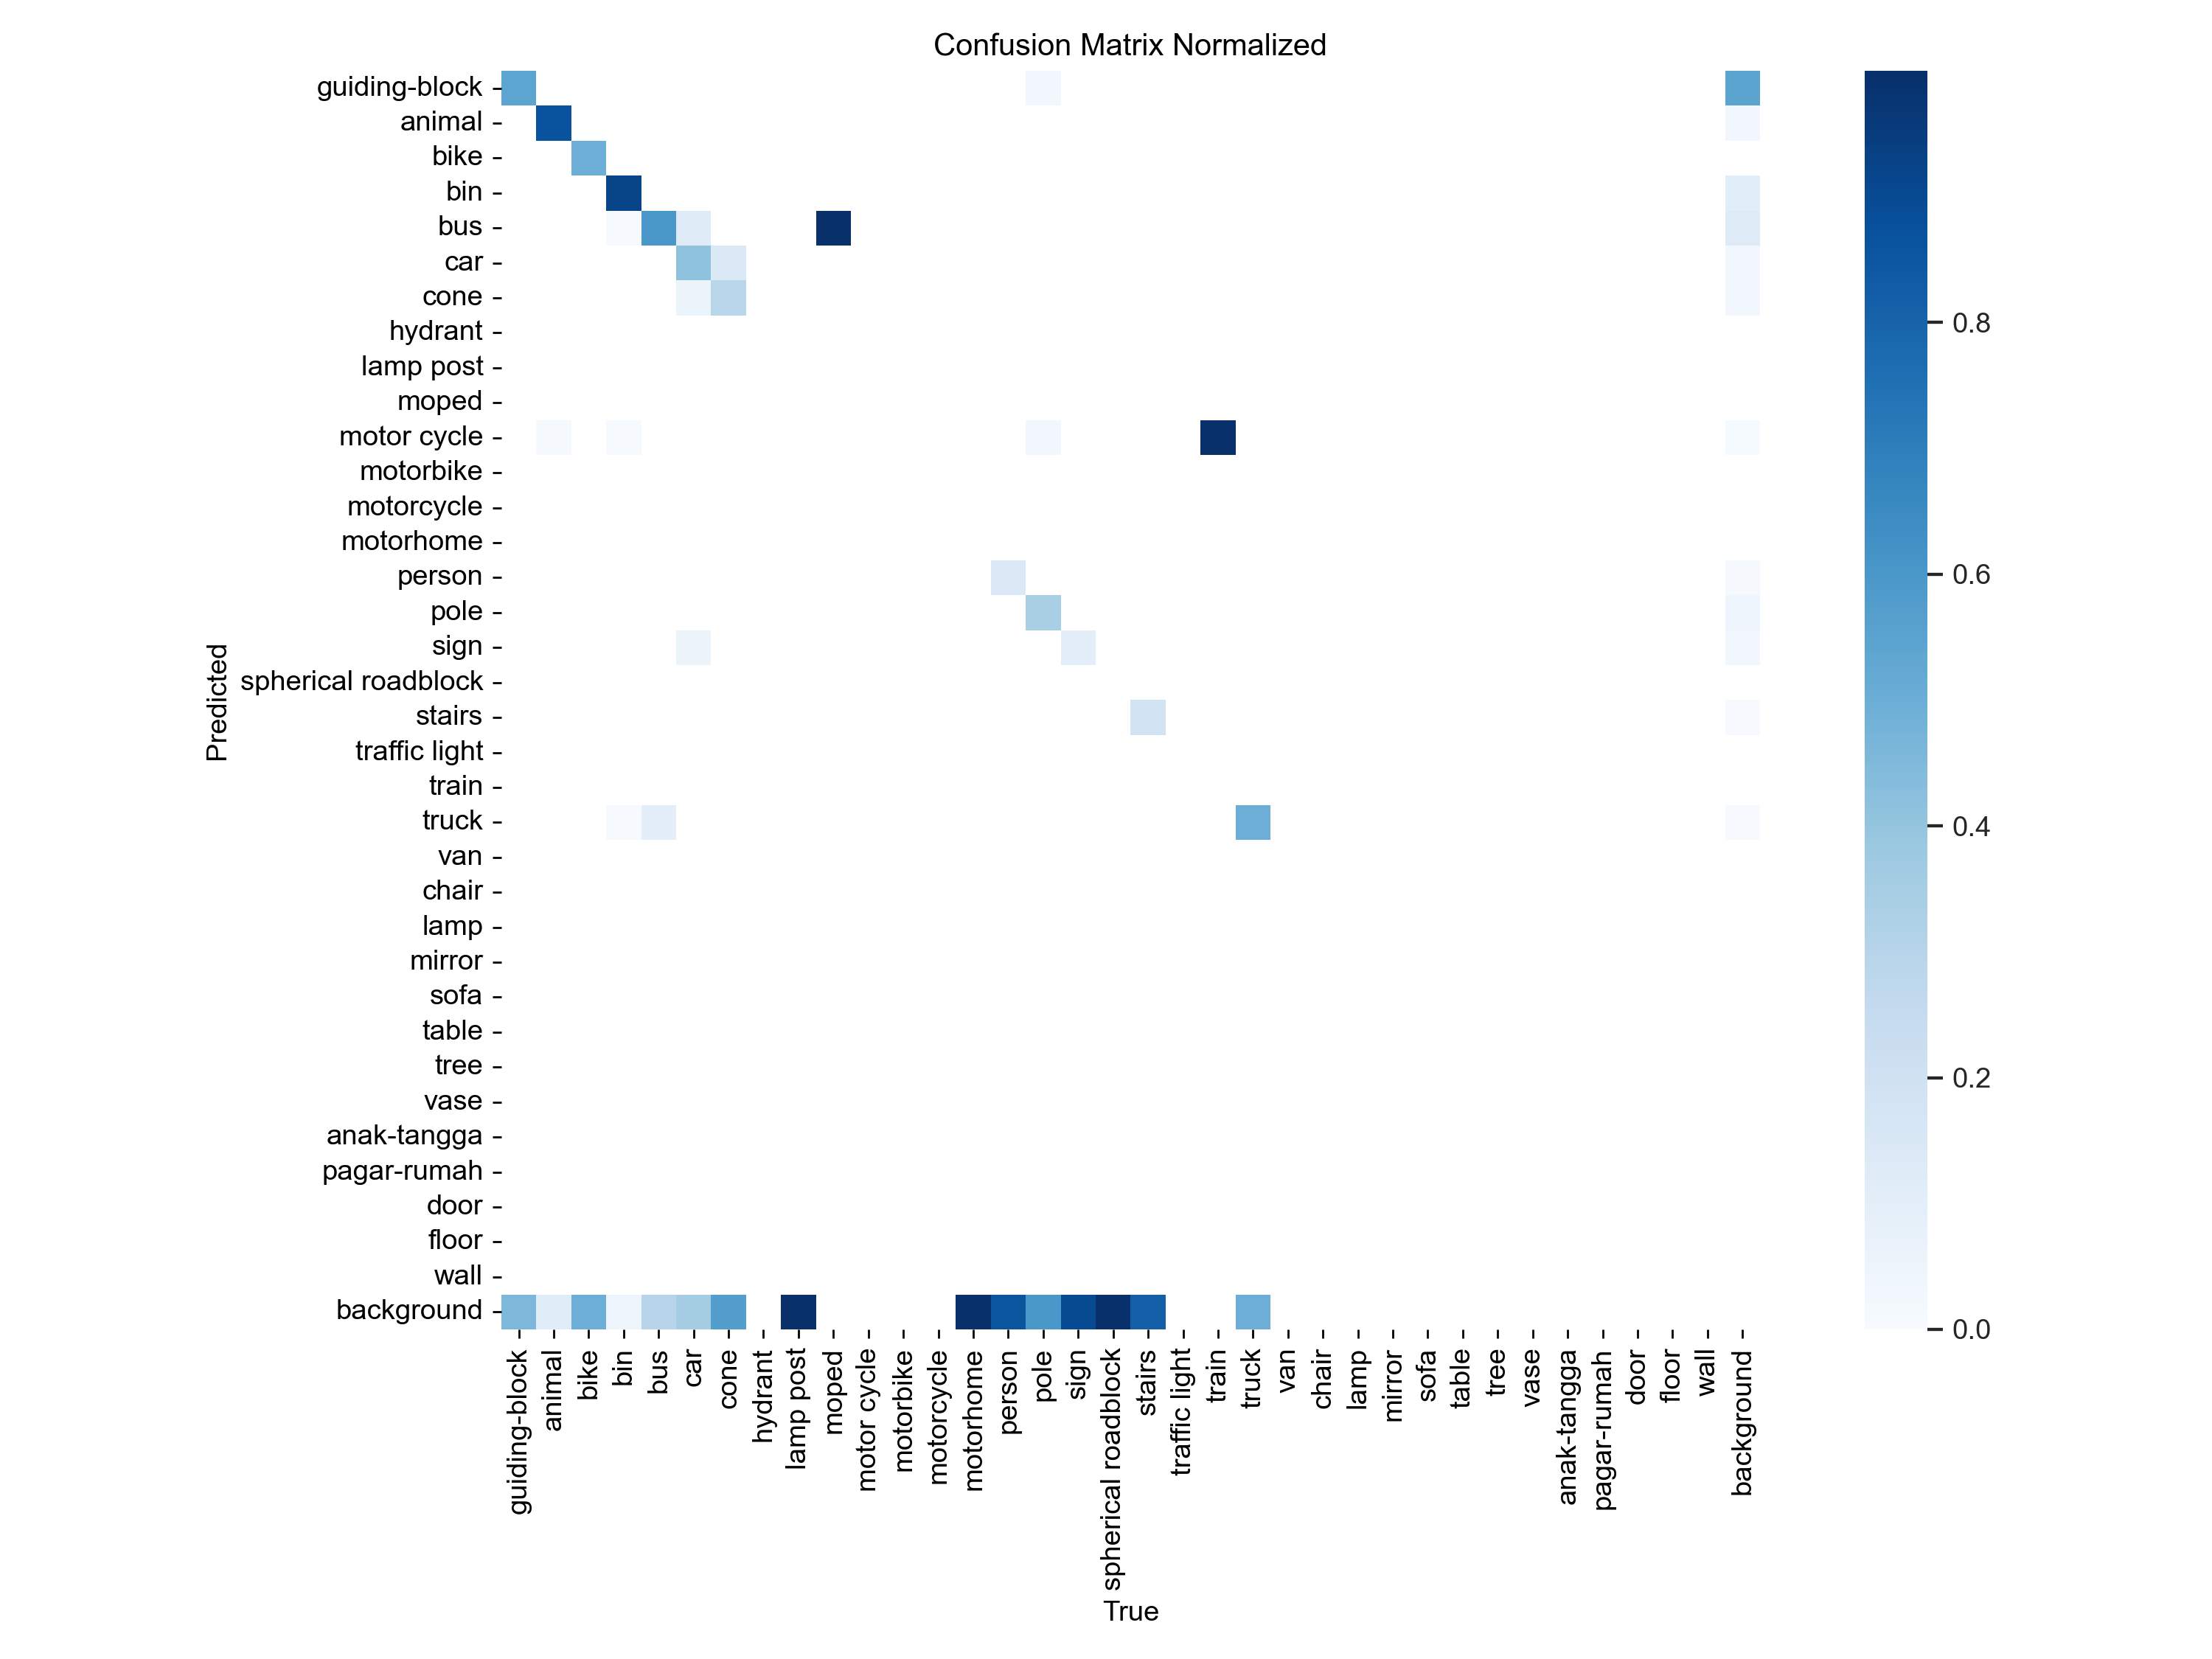 Confusion Matrix Normalized
guiding-block
animal
bike
bin
bus
car
cone
hydrant
lamp post
moped
motor cycle
motorbike
motorcycle
motorhome
person
pole
sign
spherical roadblock
stairs
traffic light
train
truck
van
chair
lamp
mirror
sofa
table
tree
vase
anak-tangga
pagar-rumah
door
floor
wall
background
Predicted
guiding-block
animal
bike
bin
bus
car
cone
hydrant
lamp post
moped
motor cycle
motorbike
motorcycle
motorhome
person
pole
sign
spherical roadblock
stairs
traffic light
train
truck
van
chair
lamp
mirror
sofa
table
tree
vase
anak-tangga
pagar-rumah
door
floor
wall
background
True
0.8
0.6
0.4
0.2
0.0